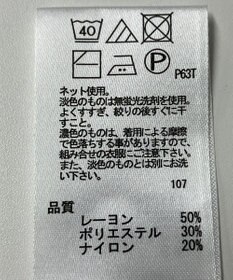 40
P
P63T
ネット使用。
淡色のものは無蛍光洗剤を使用。
よくすすぎ、絞りの後すぐに干
すこと。
濃色のものは、着用による摩擦
で色落ちする事がありますので、
組み合せの衣服にご注意下さい。
また、淡色のものとは別にお洗
い下さい。
107
品質
レーヨン 50%
ポリエステル 30%
ナイロン 20%